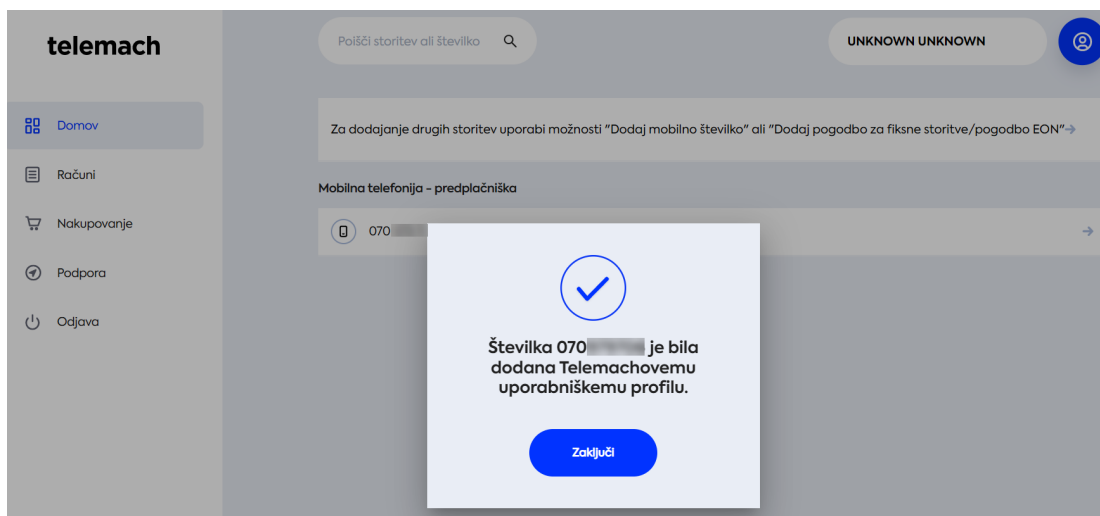 telemach
Poišči storitev ali številko
UNKNOWN UNKNOWN
Domov
Računi
Nakupovanje
Podpora
Odjava
Za dodajanje drugih storitev uporabi možnosti "Dodaj mobilno številko" ali "Dodaj pogodbo za fiksne storitve/pogodbo EON"→
Mobilna telefonija - predplačniška
070
Številka 070 je bila
dodana Telemachovemu
uporabniškemu profilu.
Zaključi